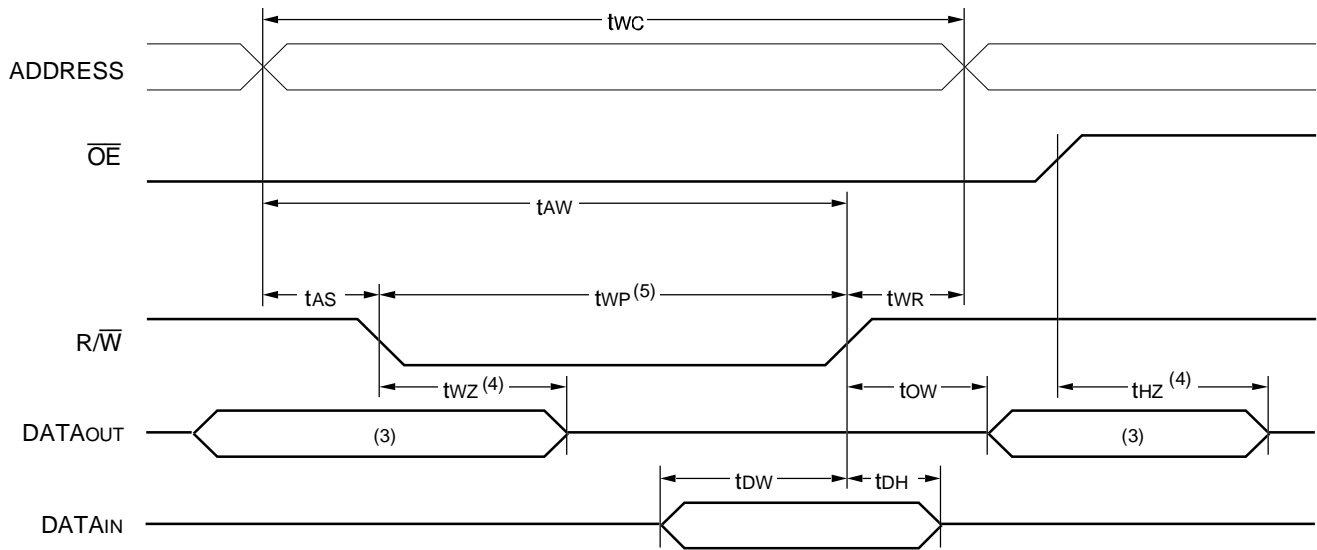 tWC
ADDRESS
OE
tAW
tAS
tWP(5)
tWR
R/W
tWZ(4)
tOW
tHZ(4)
DATAOUT
(3)
(3)
tDW
tDH
DATAIN